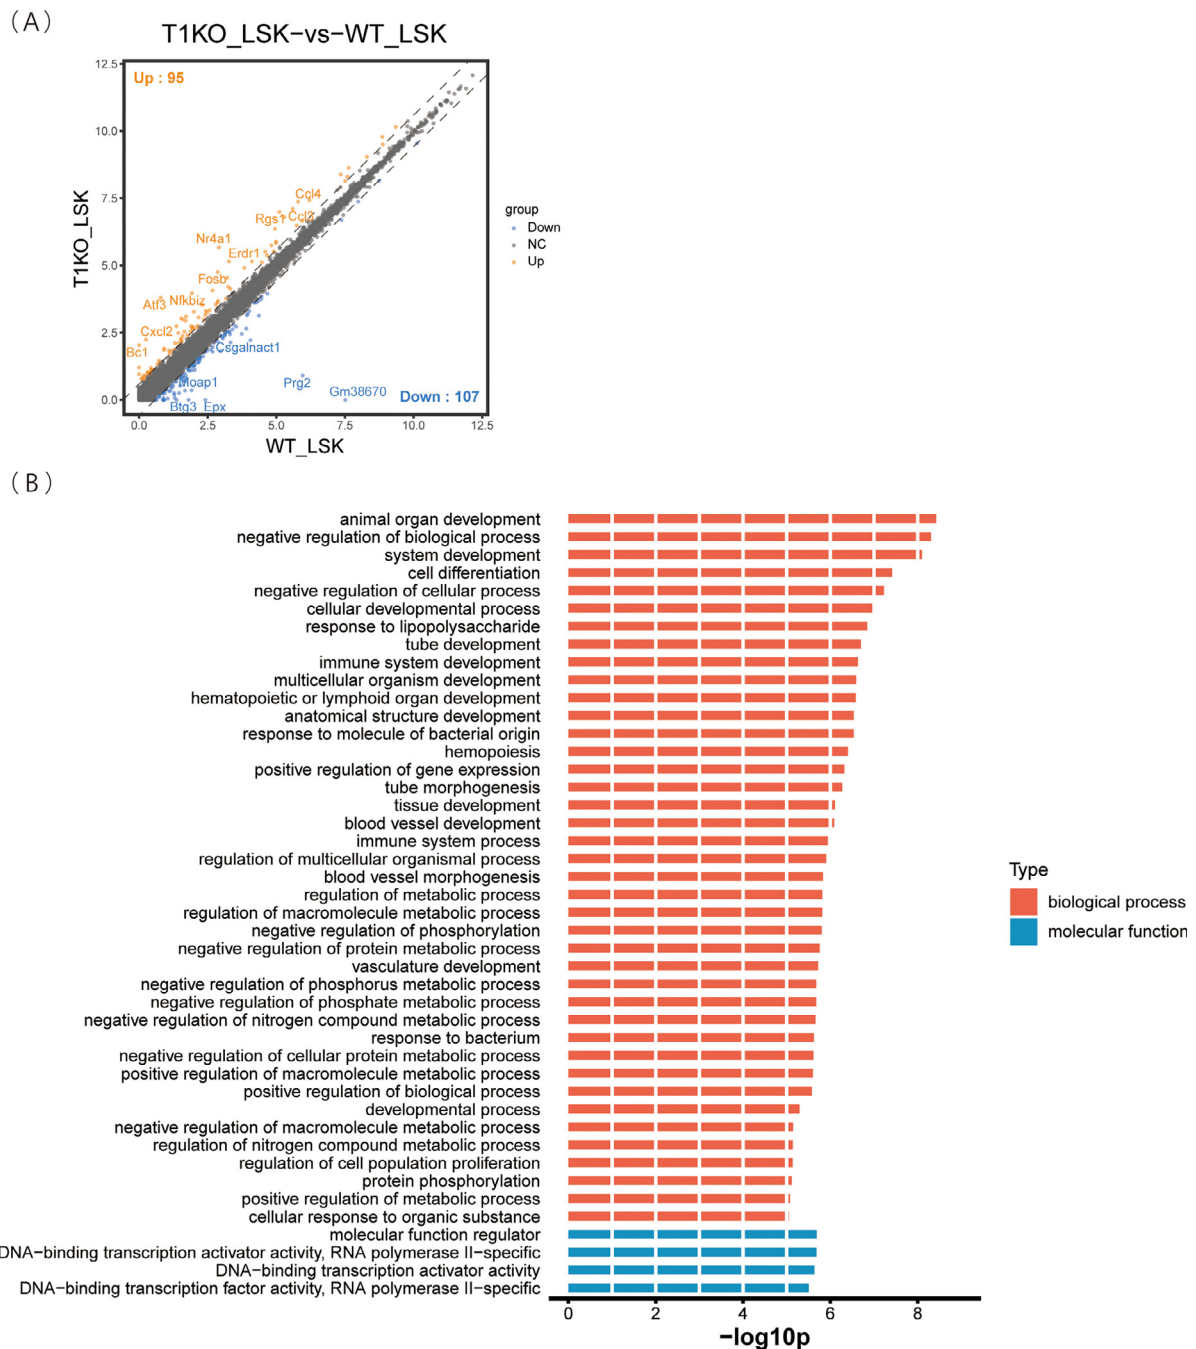 (A)
T1KO_LSK−vs−WT_LSK
12.5
10.0
7.5
5.0
2.5
0.0
T1KO_LSK
Up : 95
Ccl4
Rgs1
Ccl3
Nr4a1
Erdr1
Fosb
Atf3
Nfkbiz
Cxcl2
Bc1
Csgalnact1
Moap1
Prg2
Gm38670
Btg3
Epx
Down : 107
0.0 2.5 5.0 7.5 10.0 12.5
WT_LSK
group
Down
NC
Up
(B)
animal organ development
negative regulation of biological process
system development
cell differentiation
negative regulation of cellular process
cellular developmental process
response to lipopolysaccharide
tube development
immune system development
multicellular organism development
hematopoietic or lymphoid organ development
anatomical structure development
response to molecule of bacterial origin
hemopoiesis
positive regulation of gene expression
tube morphogenesis
tissue development
blood vessel development
immune system process
regulation of multicellular organismal process
blood vessel morphogenesis
regulation of metabolic process
regulation of macromolecule metabolic process
negative regulation of phosphorylation
negative regulation of protein metabolic process
vasculature development
negative regulation of phosphorus metabolic process
negative regulation of phosphate metabolic process
negative regulation of nitrogen compound metabolic process
response to bacterium
negative regulation of cellular protein metabolic process
positive regulation of macromolecule metabolic process
positive regulation of biological process
developmental process
negative regulation of macromolecule metabolic process
regulation of nitrogen compound metabolic process
regulation of cell population proliferation
protein phosphorylation
positive regulation of metabolic process
cellular response to organic substance
molecular function regulator
DNA−binding transcription activator activity, RNA polymerase II−specific
DNA−binding transcription activator activity
DNA−binding transcription factor activity, RNA polymerase II−specific
0 2 4 6 8
−log10p
Type
biological process
molecular function